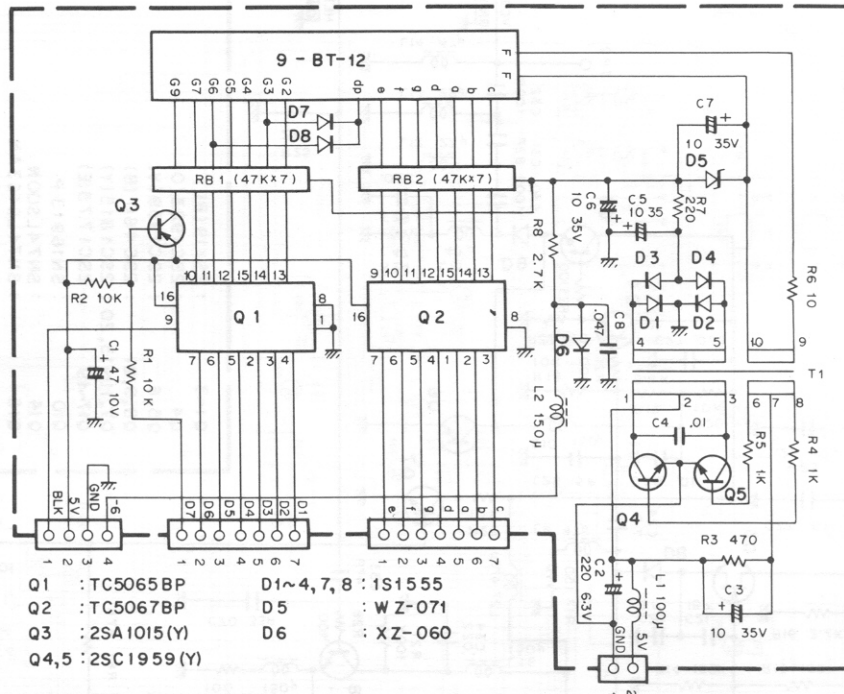 9 - BT-12
F
F
G9 G7 G6 G5 G4 G3 G2 dp e f g d a b c
D7
D8
RB1 (47K×7)
RB2 (47K×7)
C7
10 35V
D5
R7
220
C6
10 35V
C5
10 35
R8
2.7K
Q3
R2 10K
C1 47 10V
R1 10K
10 11 12 15 14 13
16
9
Q1
8
1
7 6 5 2 3 4
9 10 11 12 15 14 13
16
Q2
8
7 6 5 4 1 2 3
D3 D4
D1 D2
D6
.047
C8
L2 150μ
R6 10
4 5 10 9
T1
1 2 3 6 7 8
C4 .01
R5
1K
R4
1K
Q4
Q5
R3 470
C3
10 35V
C2
220 6.3V
L1 100μ
GND
5V
2
BLK 5V GND -6
1 2 3 4
D7 D6 D5 D4 D3 D2 D1
1 2 3 4 5 6 7
e f g d a b c
1 2 3 4 5 6 7
Q1 : TC5065BP
Q2 : TC5067BP
Q3 : 2SA1015(Y)
Q4,5 : 2SC1959(Y)
D1~4, 7, 8 : 1S1555
D5 : WZ-071
D6 : XZ-060